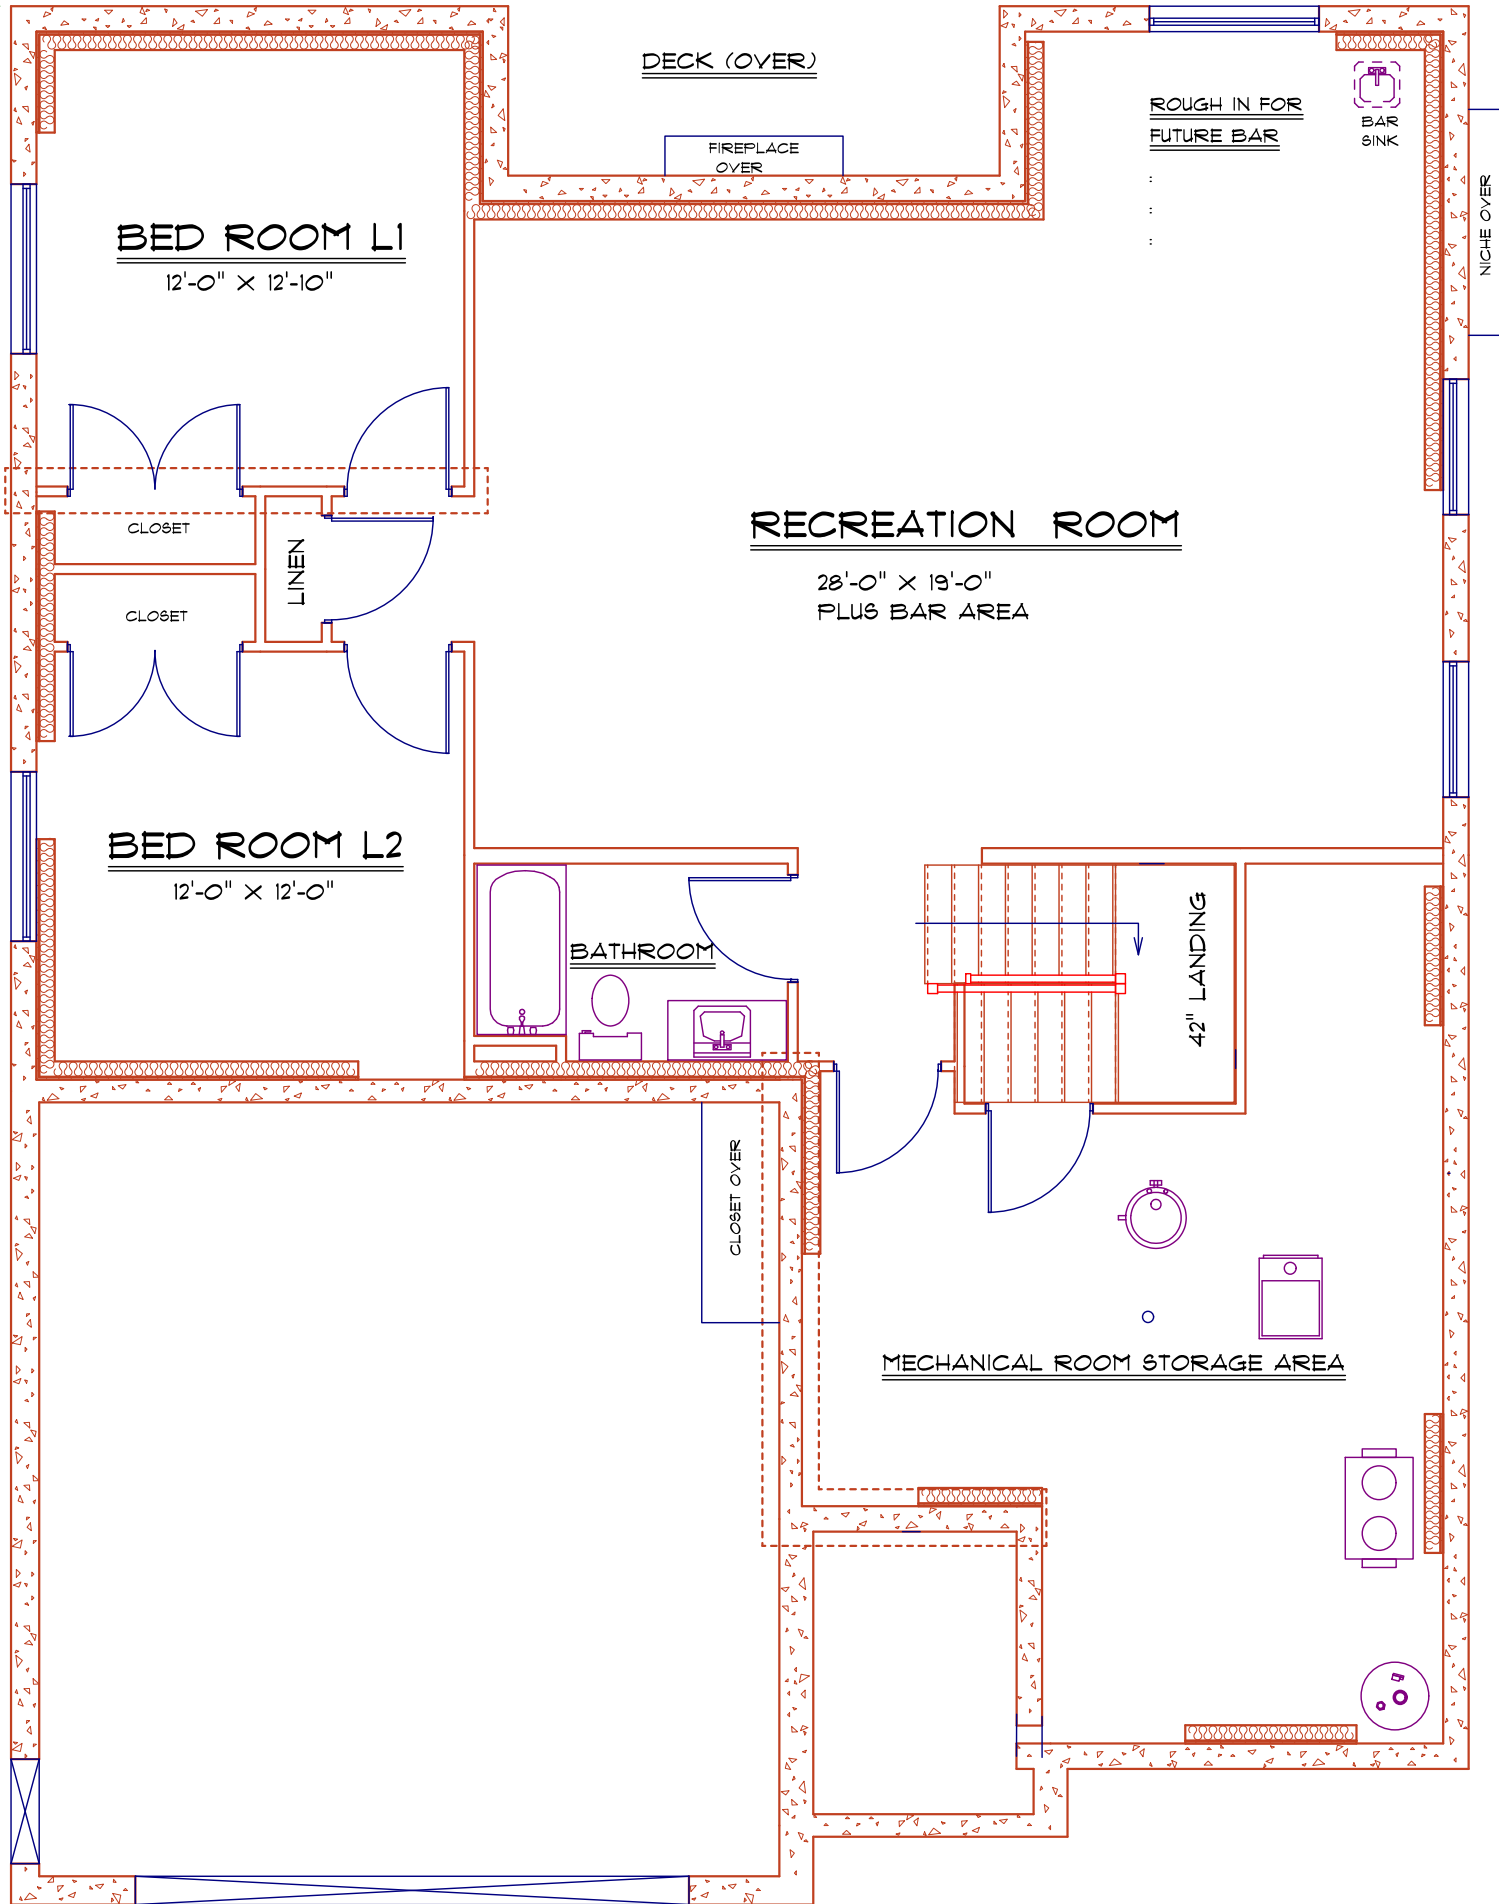 DECK (OVER)
FIREPLACE
OVER
ROUGH IN FOR
FUTURE BAR
BAR
SINK
NICHE OVER
BED ROOM L1
12'-0" X 12'-10"
CLOSET
LINEN
CLOSET
RECREATION ROOM
28'-0" X 19'-0"
PLUS BAR AREA
BED ROOM L2
12'-0" X 12'-0"
BATHROOM
42" LANDING
CLOSET OVER
MECHANICAL ROOM STORAGE AREA